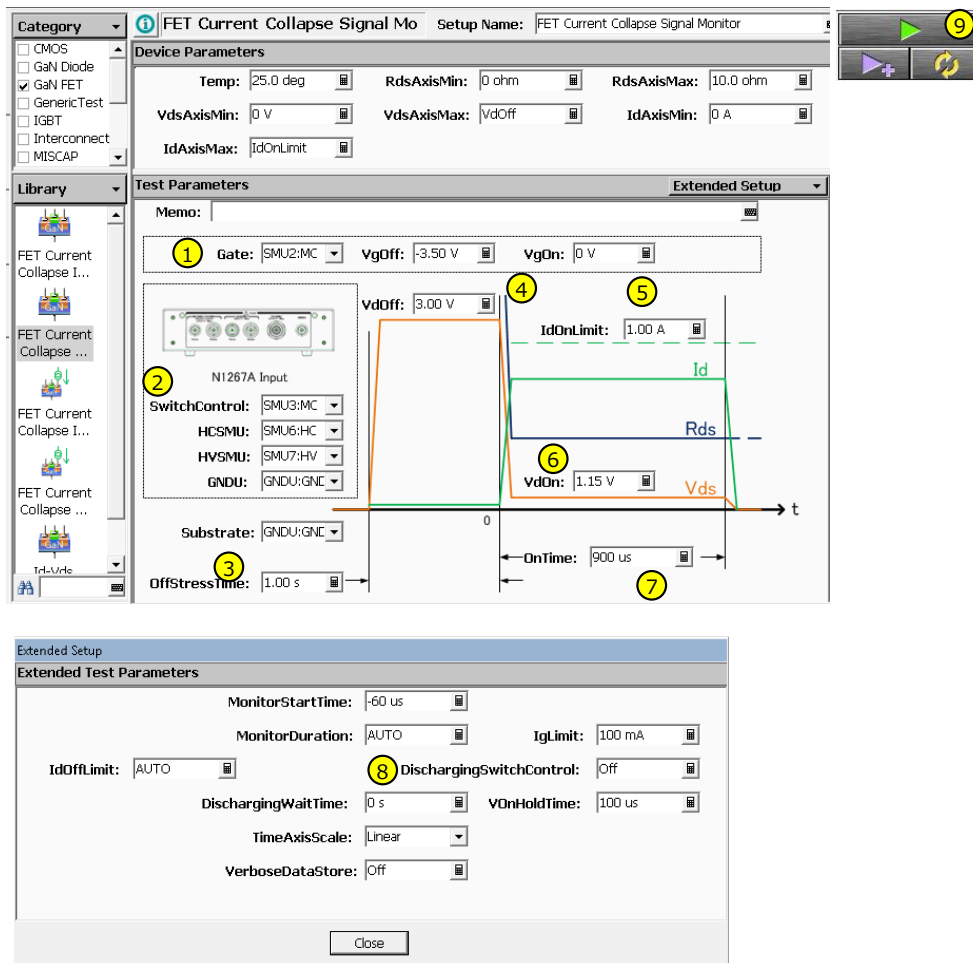 Category
CMOS
GaN Diode
GaN FET
GenericTest
IGBT
Interconnect
MISCAP
Library
FET Current
Collapse I...
FET Current
Collapse ...
FET Current
Collapse I...
FET Current
Collapse ...
Id-Vds
FET Current Collapse Signal Mo Setup Name: FET Current Collapse Signal Monitor
Device Parameters
Temp: 25.0 deg RdsAxisMin: 0 ohm RdsAxisMax: 10.0 ohm
VdsAxisMin: 0 V VdsAxisMax: VdOff IdAxisMin: 0 A
IdAxisMax: IdOnLimit
Test Parameters Extended Setup
Memo:
1 Gate: SMU2:MC VgOff: -3.50 V VgOn: 0 V
VdOff: 3.00 V 4 5
IdOnLimit: 1.00 A
N1267A Input
Id
2
SwitchControl: SMU3:MC
HCSMU: SMU6:HC
Rds
HVSMU: SMU7:HV
6
GNDU: GNDU:GND
VdOn: 1.15 V Vds
t
0
Substrate: GNDU:GND
OnTime: 900 us
3
OffStressTime: 1.00 s
7
9
Extended Setup
Extended Test Parameters
MonitorStartTime: -60 us
MonitorDuration: AUTO IgLimit: 100 mA
IdOffLimit: AUTO 8 DischargingSwitchControl: Off
DischargingWaitTime: 0 s VOnHoldTime: 100 us
TimeAxisScale: Linear
VerboseDataStore: Off
Close